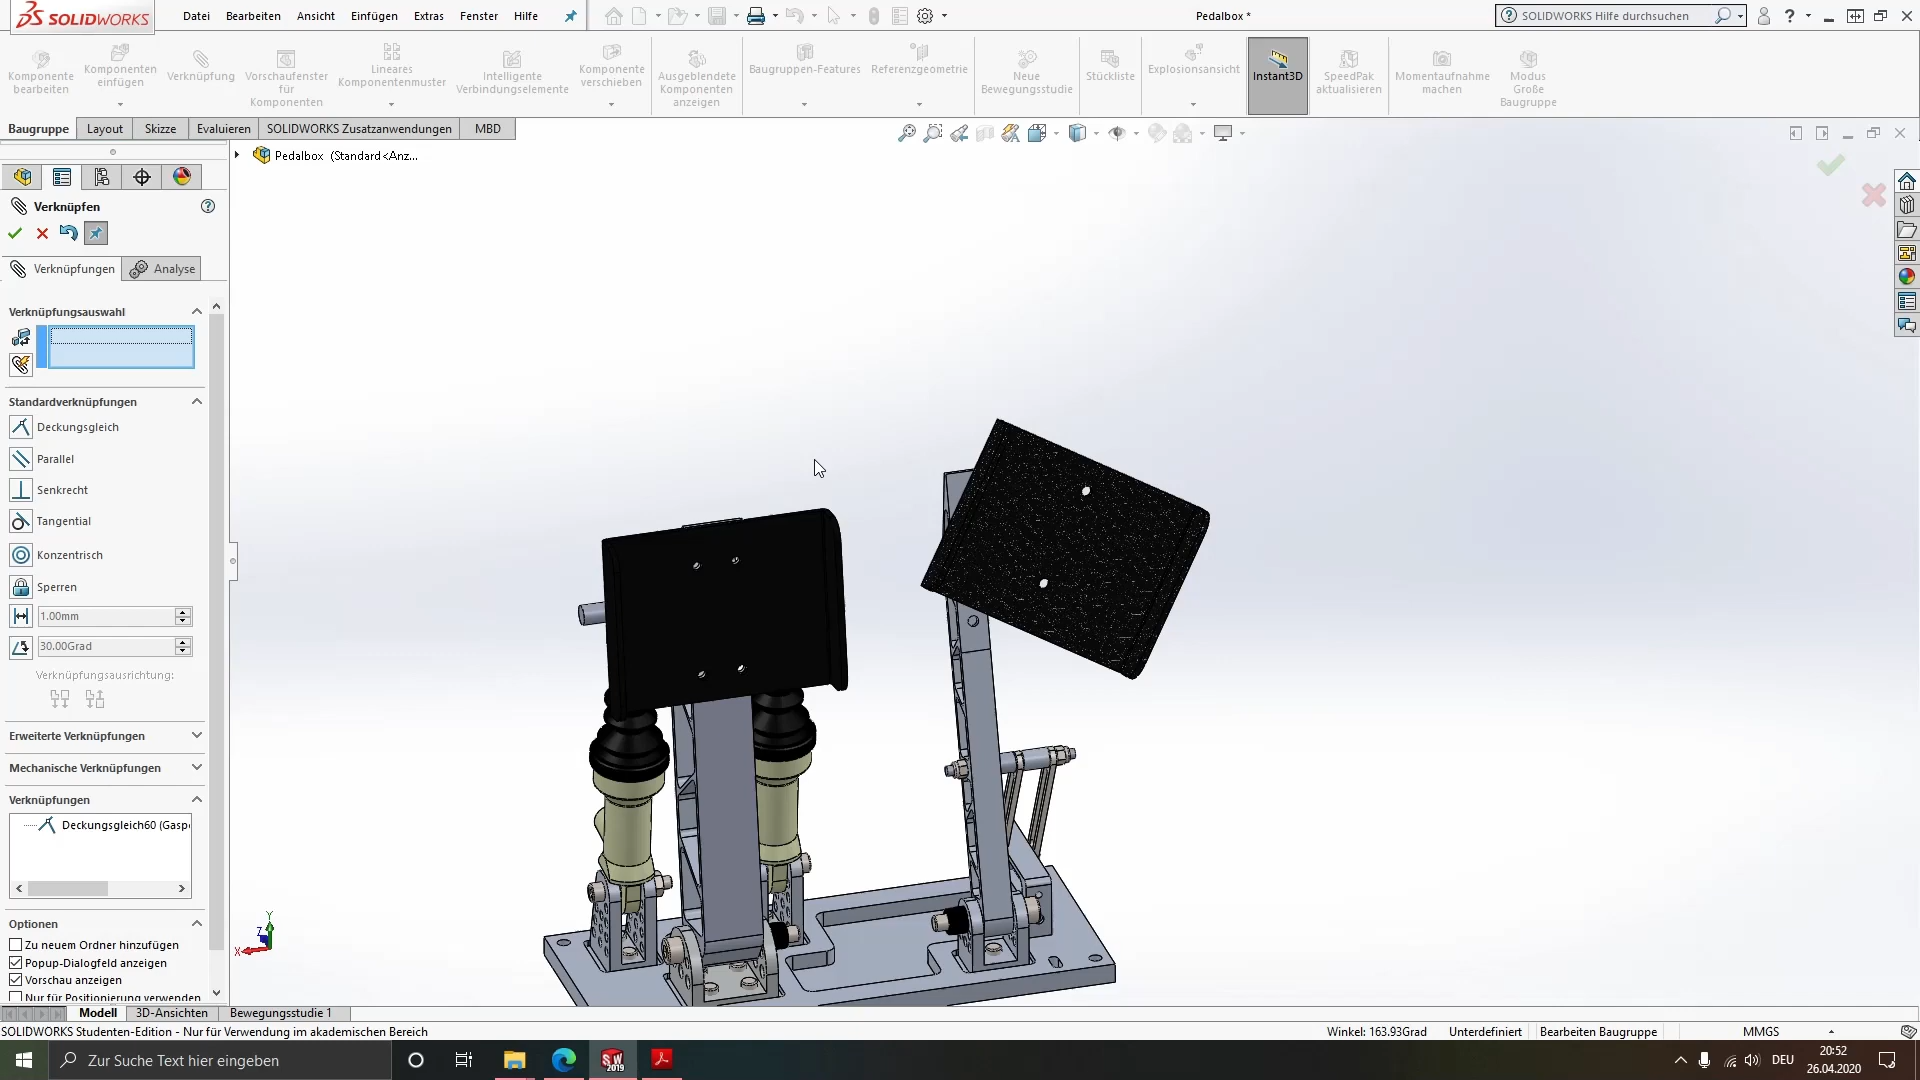 SOLIDWORKS
Datei Bearbeiten Ansicht Einfügen Extras Fenster Hilfe
Pedalbox *
SOLIDWORKS Hilfe durchsuchen
Komponente bearbeiten
Komponenten einfügen
Verknüpfung
Vorschaufenster für Komponenten
Lineares Komponentenmuster
Intelligente Verbindungselemente
Komponente verschieben
Ausgeblendete Komponenten anzeigen
Baugruppen-Features
Referenzgeometrie
Neue Bewegungsstudie
Stückliste
Explosionsansicht
Instant3D
SpeedPak aktualisieren
Momentaufnahme machen
Modus Große Baugruppe
Baugruppe Layout Skizze Evaluieren SOLIDWORKS Zusatzanwendungen MBD
Pedalbox (Standard<Anz...
Verknüpfen
Verknüpfungen Analyse
Verknüpfungsauswahl
Standardverknüpfungen
Deckungsgleich
Parallel
Senkrecht
Tangential
Konzentrisch
Sperren
1.00mm
30.00Grad
Verknüpfungsausrichtung:
Erweiterte Verknüpfungen
Mechanische Verknüpfungen
Verknüpfungen
Deckungsgleich60 (Gasp
Optionen
Zu neuem Ordner hinzufügen
Popup-Dialogfeld anzeigen
Vorschau anzeigen
Nur für Positionierung verwenden
Y
Z
X
Modell 3D-Ansichten Bewegungsstudie 1
SOLIDWORKS Studenten-Edition - Nur für Verwendung im akademischen Bereich
Winkel: 163.93Grad Unterdefiniert Bearbeiten Baugruppe MMGS
Zur Suche Text hier eingeben
SW
2019
DEU
20:52
26.04.2020